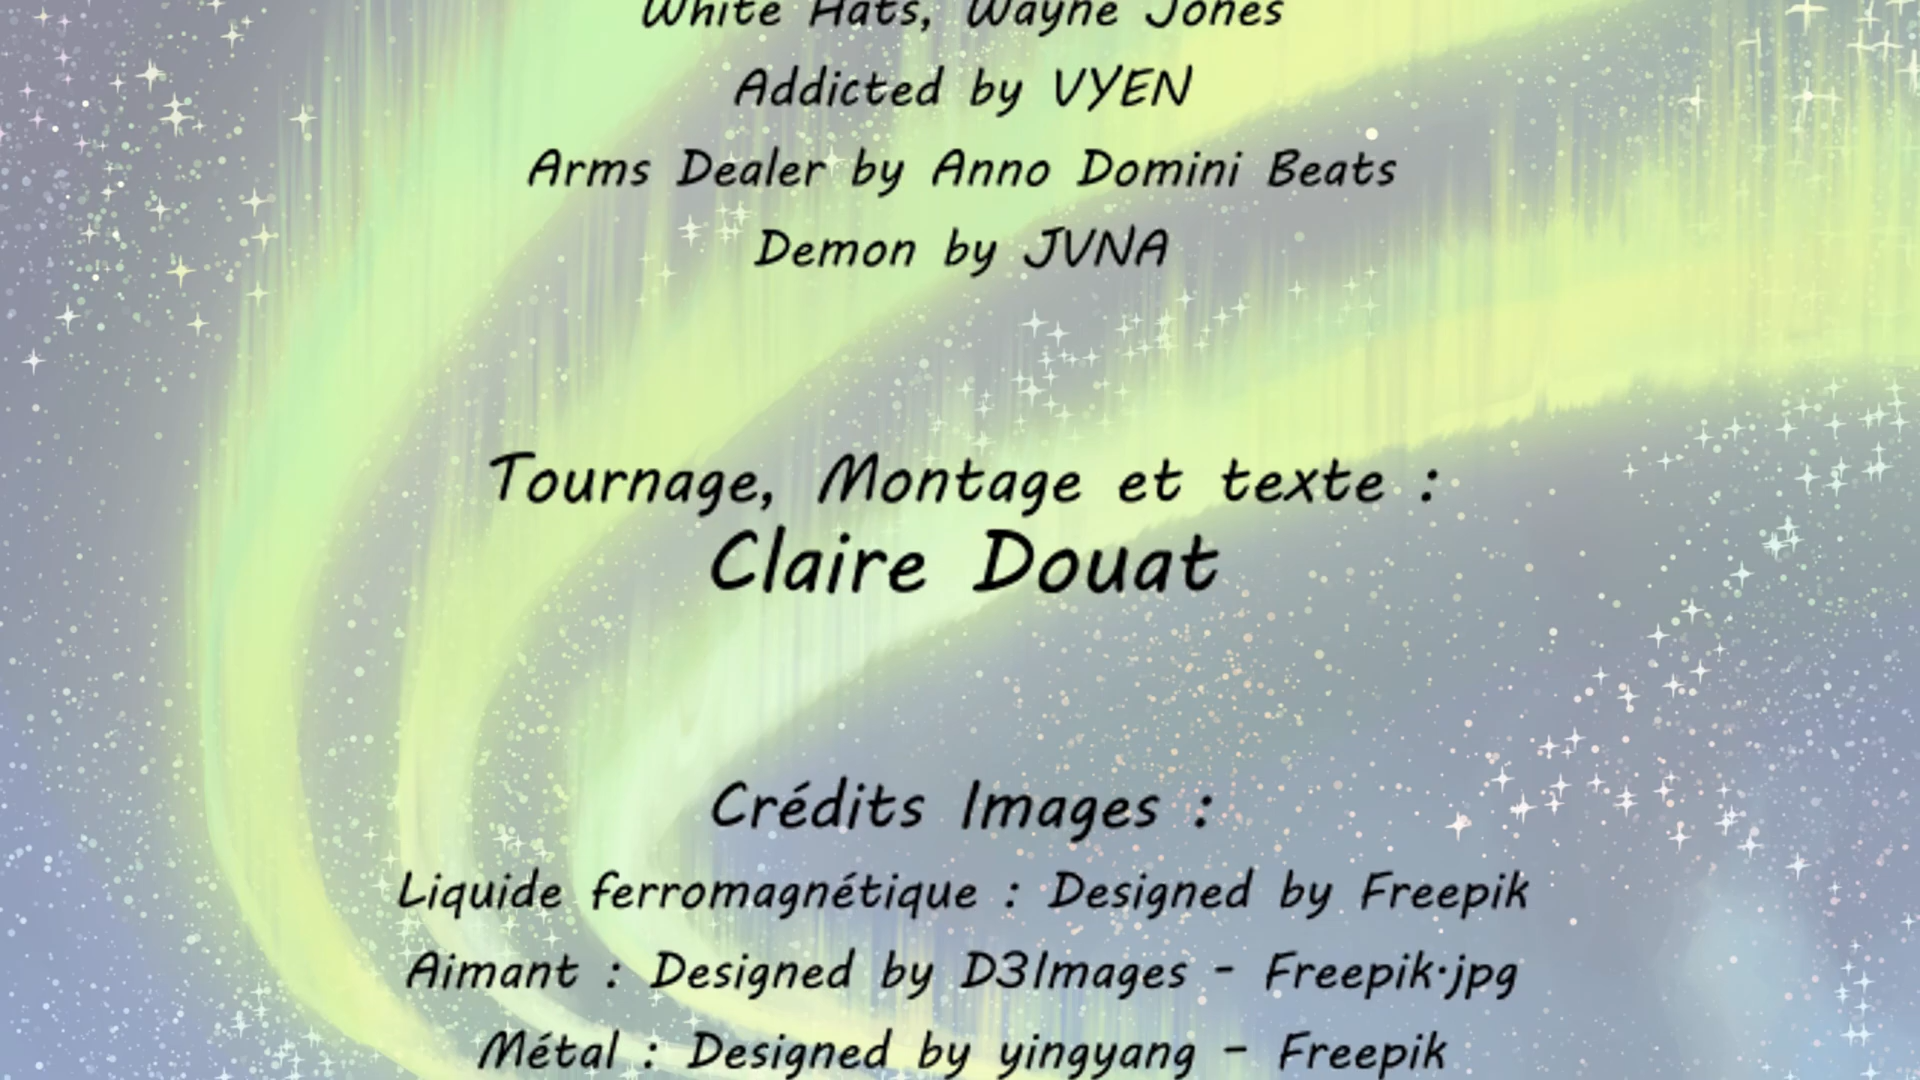 White Hats, Wayne Jones
Addicted by VYEN
Arms Dealer by Anno Domini Beats
Demon by JVNA
Tournage, Montage et texte :
Claire Douat
Crédits Images :
Liquide ferromagnétique : Designed by Freepik
Aimant : Designed by D3Images - Freepik.jpg
Métal : Designed by yingyang - Freepik